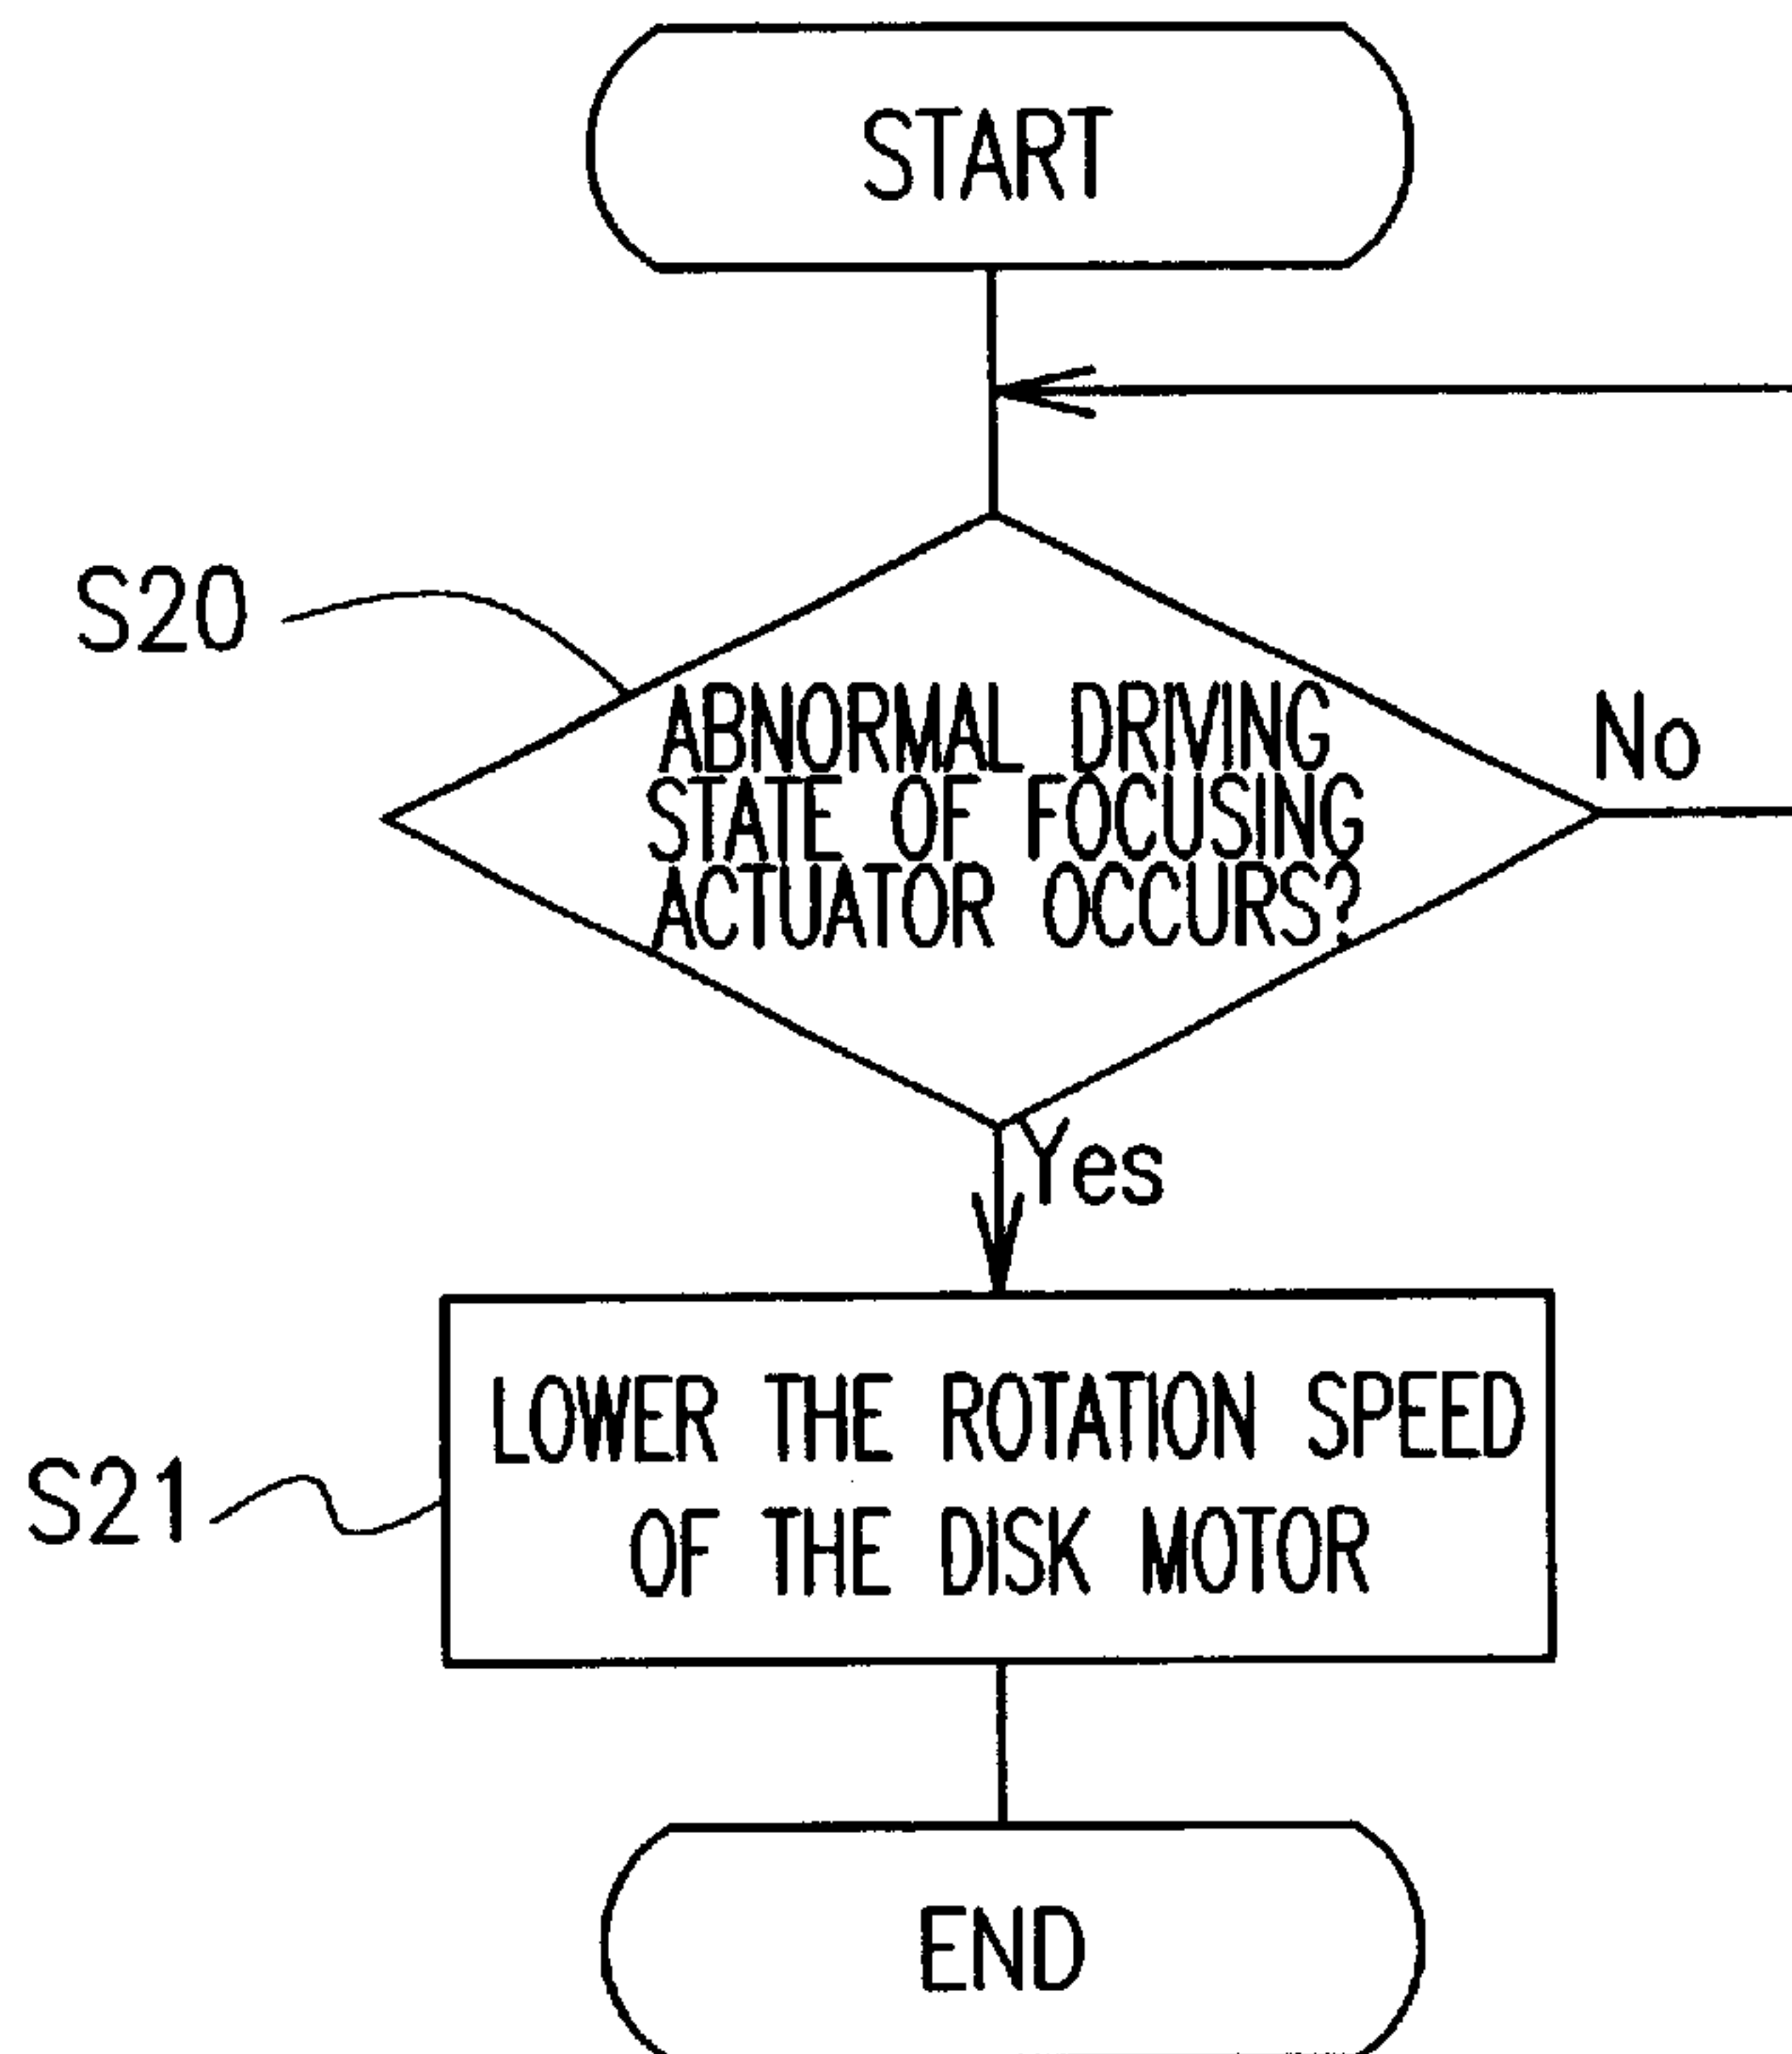 START
S20
ABNORMAL DRIVING
STATE OF FOCUSING
ACTUATOR OCCURS?
No
Yes
LOWER THE ROTATION SPEED
OF THE DISK MOTOR
S21
END